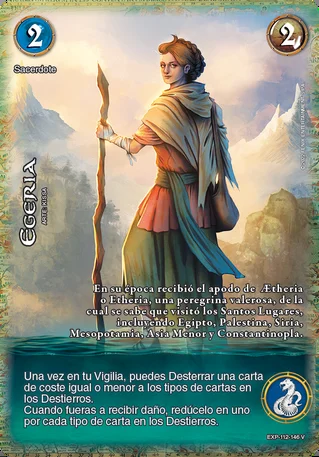 2
2
Sacerdote
EGERIA
En su época recibió el apodo de Ætheria
o Etheria, una peregrina valerosa, de la
cual se sabe que visitó los Santos Lugares,
incluyendo Egipto, Palestina, Siria,
Mesopotamia, Asia Menor y Constantinopla.
Una vez en tu Vigilia, puedes Desterrar una carta
de coste igual o menor a los tipos de cartas en
los Destierros.
Cuando fueras a recibir daño, redúcelo en uno
por cada tipo de carta en los Destierros.
EXP-112-146 V